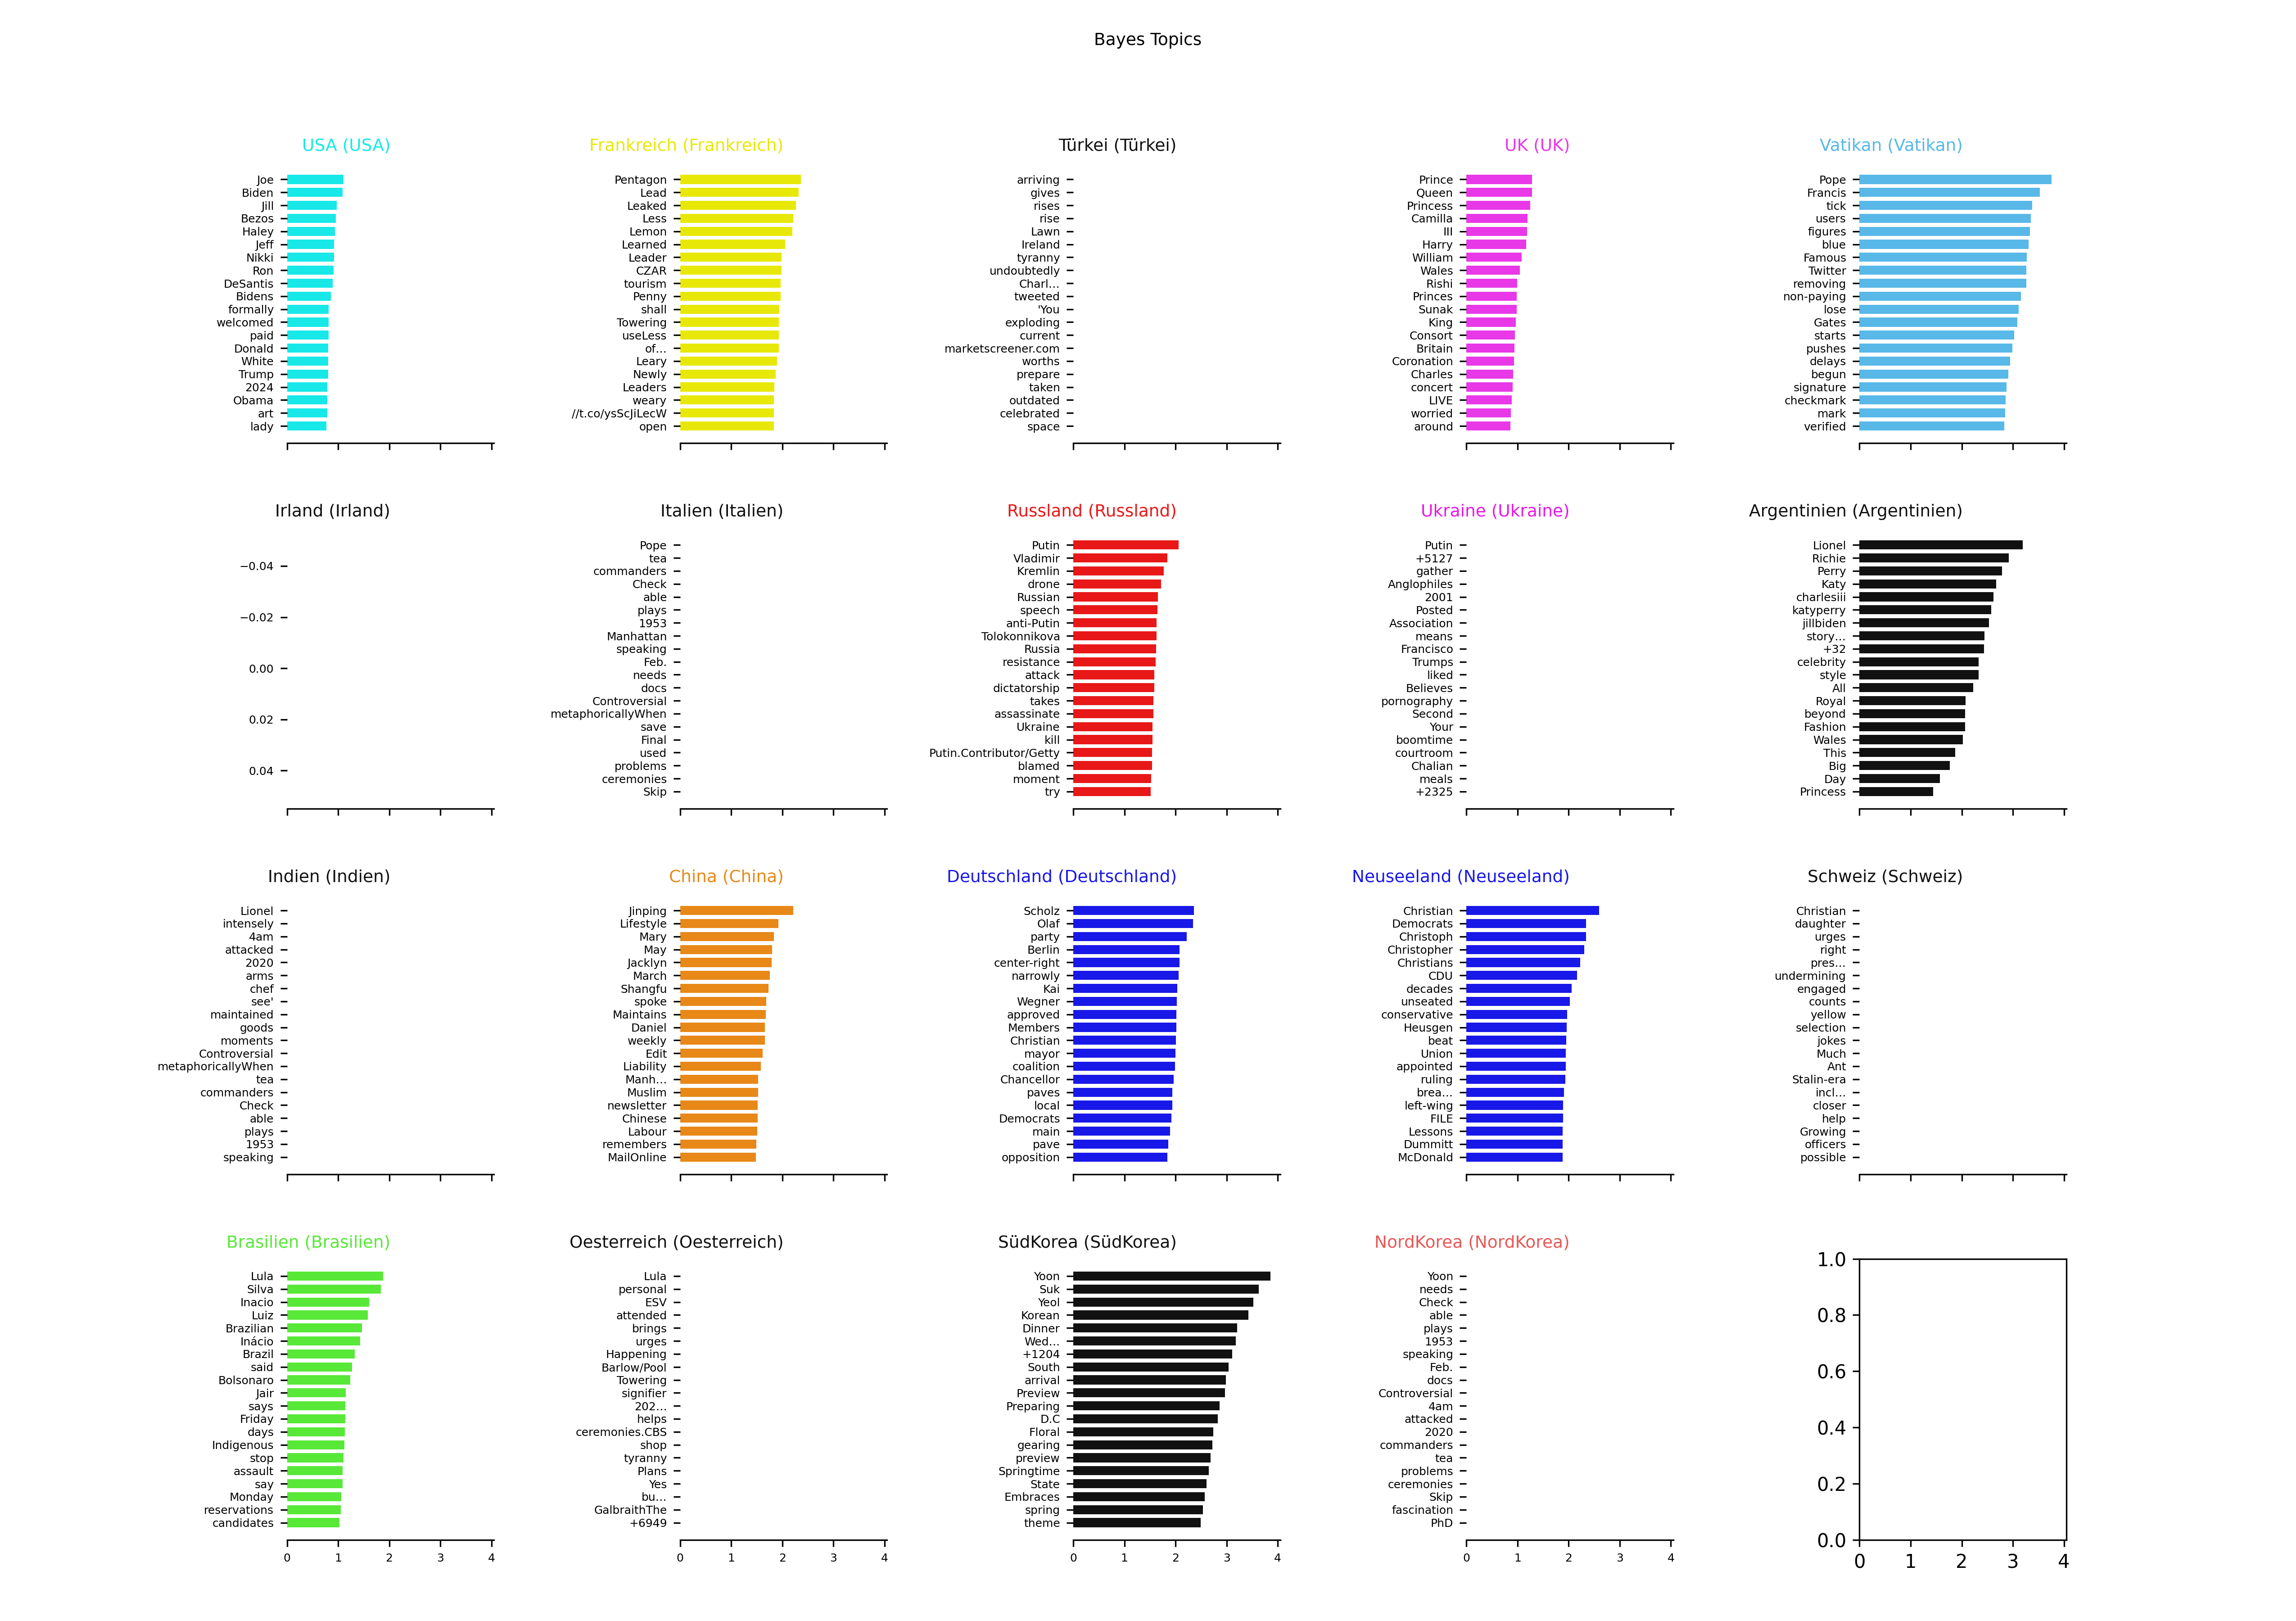 Bayes Topics
USA (USA)
Joe
Biden
Jill
Bezos
Haley
Jeff
Nikki
Ron
DeSantis
Bidens
formally
welcomed
paid
Donald
White
Trump
2024
Obama
art
lady
Frankreich (Frankreich)
Pentagon
Lead
Leaked
Less
Lemon
Learned
Leader
CZAR
tourism
Penny
shall
Towering
useLess
of…
Leary
Newly
Leaders
weary
//t.co/ysScJiLecW
open
Türkei (Türkei)
arriving
gives
rises
rise
Lawn
Ireland
tyranny
undoubtedly
Charl…
tweeted
'You
exploding
current
marketscreener.com
worths
prepare
taken
outdated
celebrated
space
UK (UK)
Prince
Queen
Princess
Camilla
III
Harry
William
Wales
Rishi
Princes
Sunak
King
Consort
Britain
Coronation
Charles
concert
LIVE
worried
around
Vatikan (Vatikan)
Pope
Francis
tick
users
figures
blue
Famous
Twitter
removing
non-paying
lose
Gates
starts
pushes
delays
begun
signature
checkmark
mark
verified
Irland (Irland)
−0.04
−0.02
0.00
0.02
0.04
Italien (Italien)
Pope
tea
commanders
Check
able
plays
1953
Manhattan
speaking
Feb.
needs
docs
Controversial
metaphoricallyWhen
save
Final
used
problems
ceremonies
Skip
Russland (Russland)
Putin
Vladimir
Kremlin
drone
Russian
speech
anti-Putin
Tolokonnikova
Russia
resistance
attack
dictatorship
takes
assassinate
Ukraine
kill
Putin.Contributor/Getty
blamed
moment
try
Ukraine (Ukraine)
Putin
+5127
gather
Anglophiles
2001
Posted
Association
means
Francisco
Trumps
liked
Believes
pornography
Second
Your
boomtime
courtroom
Chalian
meals
+2325
Argentinien (Argentinien)
Lionel
Richie
Perry
Katy
charlesiii
katyperry
jillbiden
story…
+32
celebrity
style
All
Royal
beyond
Fashion
Wales
This
Big
Day
Princess
Indien (Indien)
Lionel
intensely
4am
attacked
2020
arms
chef
see'
maintained
goods
moments
Controversial
metaphoricallyWhen
tea
commanders
Check
able
plays
1953
speaking
China (China)
Jinping
Lifestyle
Mary
May
Jacklyn
March
Shangfu
spoke
Maintains
Daniel
weekly
Edit
Liability
Manh…
Muslim
newsletter
Chinese
Labour
remembers
MailOnline
Deutschland (Deutschland)
Scholz
Olaf
party
Berlin
center-right
narrowly
Kai
Wegner
approved
Members
Christian
mayor
coalition
Chancellor
paves
local
Democrats
main
pave
opposition
Neuseeland (Neuseeland)
Christian
Democrats
Christoph
Christopher
Christians
CDU
decades
unseated
conservative
Heusgen
beat
Union
appointed
ruling
brea…
left-wing
FILE
Lessons
Dummitt
McDonald
Schweiz (Schweiz)
Christian
daughter
urges
right
pres…
undermining
engaged
counts
yellow
selection
jokes
Much
Ant
Stalin-era
incl…
closer
help
Growing
officers
possible
Brasilien (Brasilien)
Lula
Silva
Inacio
Luiz
Brazilian
Inácio
Brazil
said
Bolsonaro
Jair
says
Friday
days
Indigenous
stop
assault
say
Monday
reservations
candidates
0 1 2 3 4
Oesterreich (Oesterreich)
Lula
personal
ESV
attended
brings
urges
Happening
Barlow/Pool
Towering
signifier
202…
helps
ceremonies.CBS
shop
tyranny
Plans
Yes
bu…
GalbraithThe
+6949
0 1 2 3 4
SüdKorea (SüdKorea)
Yoon
Suk
Yeol
Korean
Dinner
Wed…
+1204
South
arrival
Preview
Preparing
D.C
Floral
gearing
preview
Springtime
State
Embraces
spring
theme
0 1 2 3 4
NordKorea (NordKorea)
Yoon
needs
Check
able
plays
1953
speaking
Feb.
docs
Controversial
4am
attacked
2020
commanders
tea
problems
ceremonies
Skip
fascination
PhD
0 1 2 3 4
1.0
0.8
0.6
0.4
0.2
0.0
0 1 2 3 4